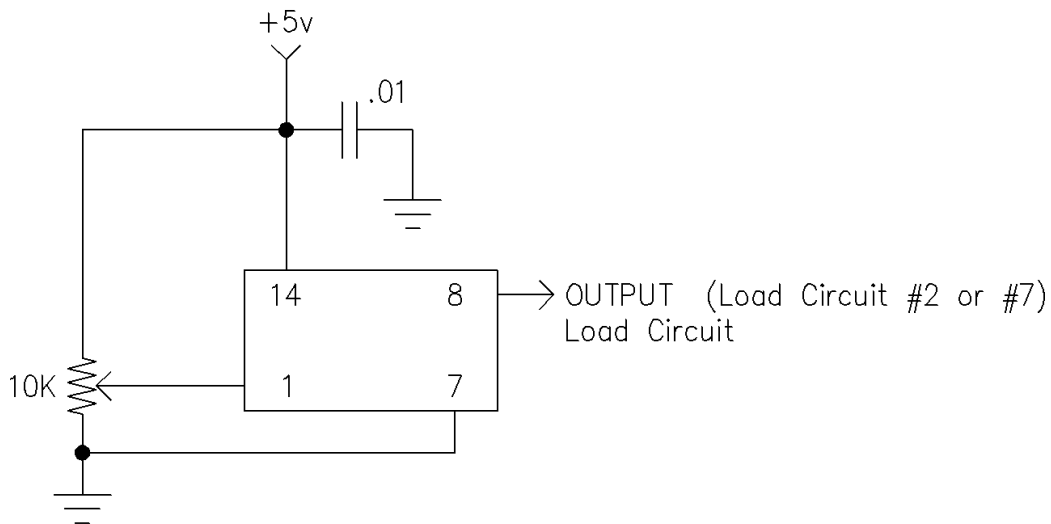 +5v
.01
14
8
OUTPUT (Load Circuit #2 or #7)
Load Circuit
10K
1
7